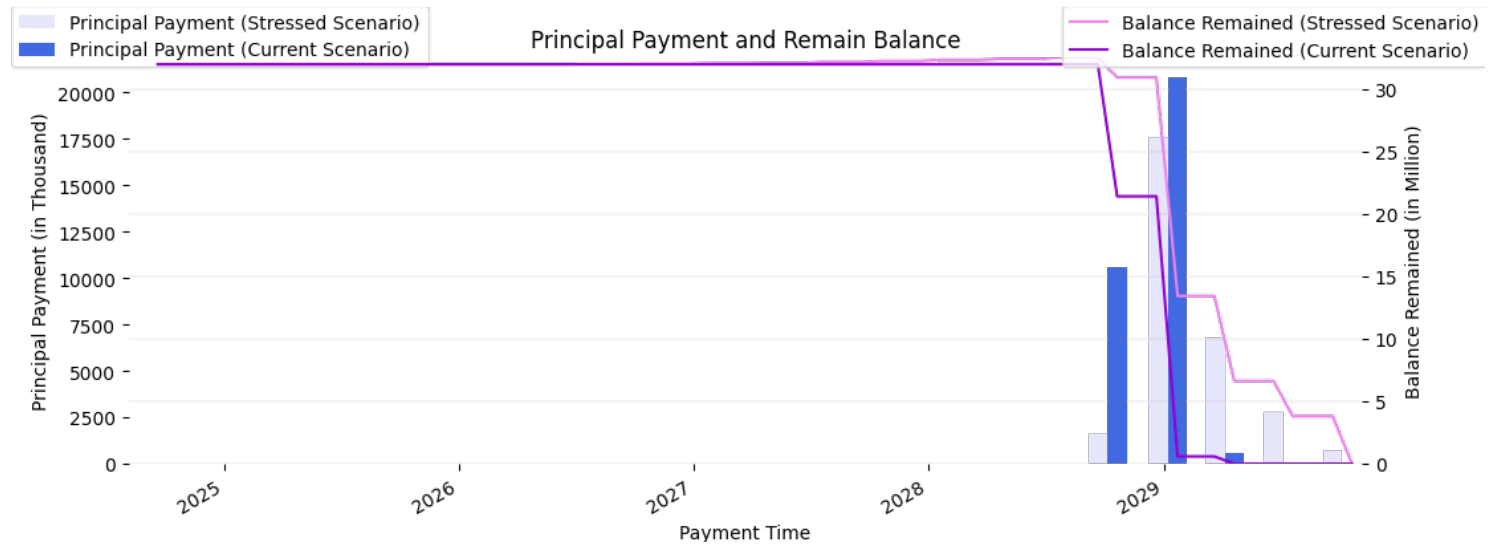 Principal Payment and Remain Balance
Principal Payment (Stressed Scenario)
Principal Payment (Current Scenario)
Balance Remained (Stressed Scenario)
Balance Remained (Current Scenario)
Principal Payment (in Thousand)
20000
17500
15000
12500
10000
7500
5000
2500
0
30
25
20
15
10
5
0
Balance Remained (in Million)
2025
2026
2027
2028
2029
Payment Time